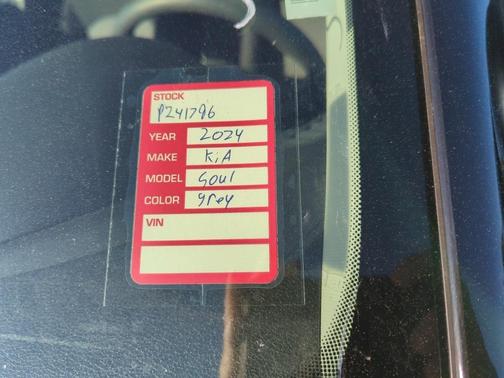 STOCK
P241796
YEAR 2024
MAKE KiA
MODEL Soul
COLOR grey
VIN